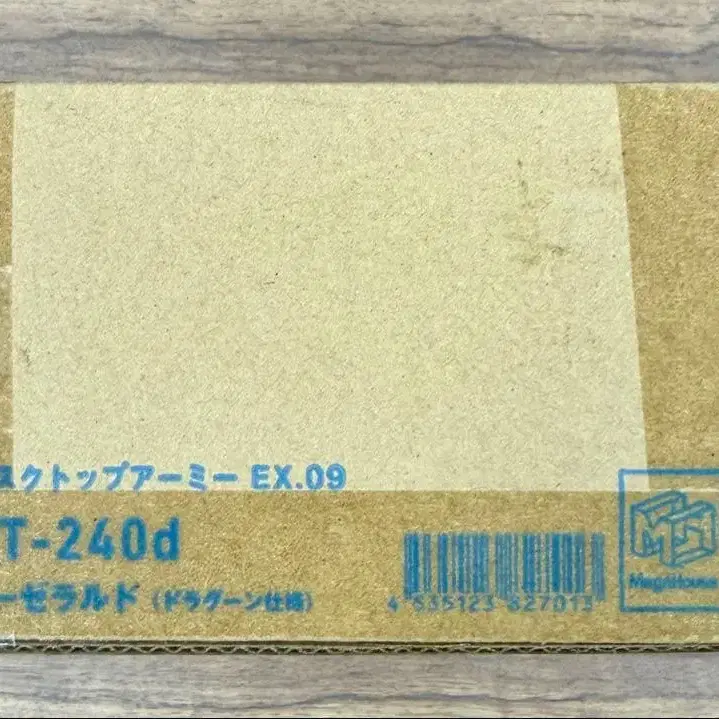 スクトップアーミー EX.09
T-240d
ーゼラルド（ドラグーン仕様）
4 535123 827013
MegaHouse